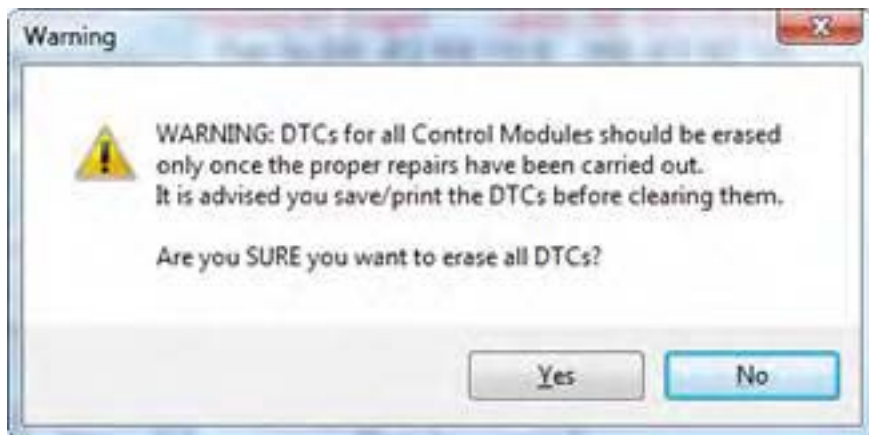 Warning
WARNING: DTCs for all Control Modules should be erased
only once the proper repairs have been carried out.
It is advised you save/print the DTCs before clearing them.
Are you SURE you want to erase all DTCs?
Yes No